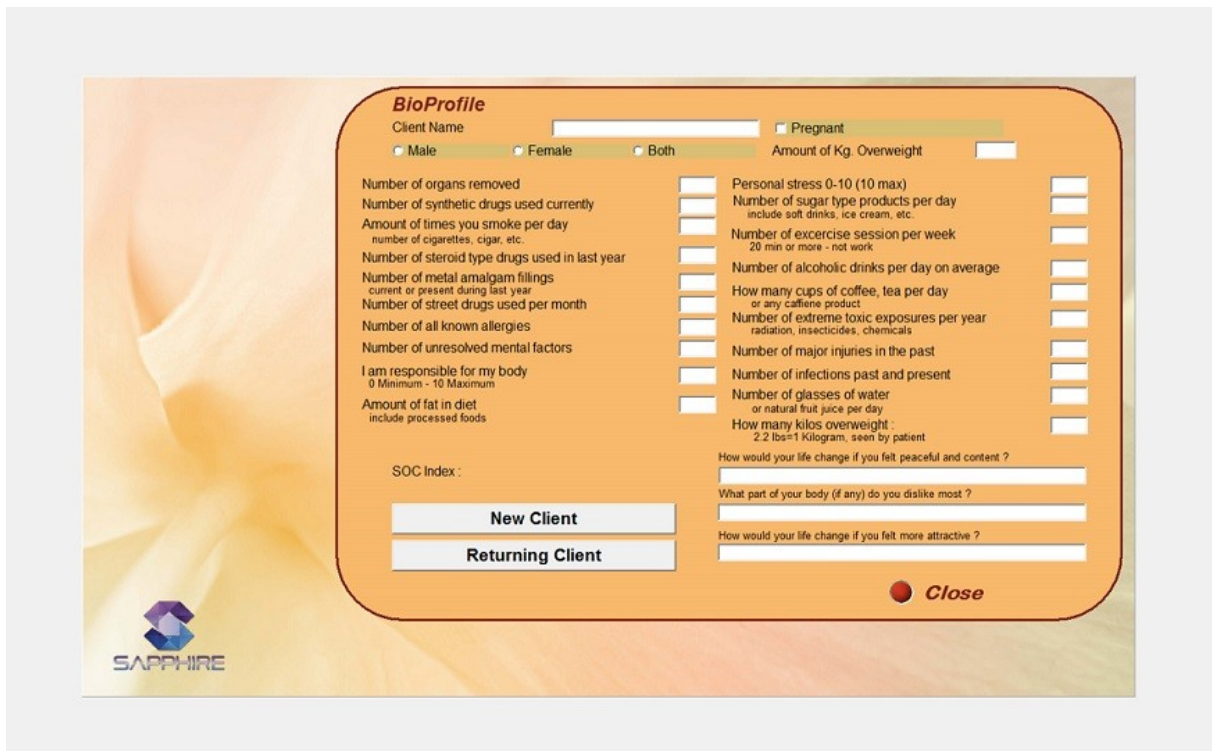 BioProfile
Client Name
Pregnant
Male Female Both
Amount of Kg. Overweight
Number of organs removed
Number of synthetic drugs used currently
Amount of times you smoke per day
number of cigarettes, cigar, etc.
Number of steroid type drugs used in last year
Number of metal amalgam fillings
current or present during last year
Number of street drugs used per month
Number of all known allergies
Number of unresolved mental factors
I am responsible for my body
0 Minimum - 10 Maximum
Amount of fat in diet
include processed foods
Personal stress 0-10 (10 max)
Number of sugar type products per day
include soft drinks, ice cream, etc.
Number of excercise session per week
20 min or more - not work
Number of alcoholic drinks per day on average
How many cups of coffee, tea per day
or any caffiene product
Number of extreme toxic exposures per year
radiation, insecticides, chemicals
Number of major injuries in the past
Number of infections past and present
Number of glasses of water
or natural fruit juice per day
How many kilos overweight :
2.2 lbs=1 Kilogram, seen by patient
SOC Index :
New Client
Returning Client
How would your life change if you felt peaceful and content ?
What part of your body (if any) do you dislike most ?
How would your life change if you felt more attractive ?
Close
SAPPHIRE